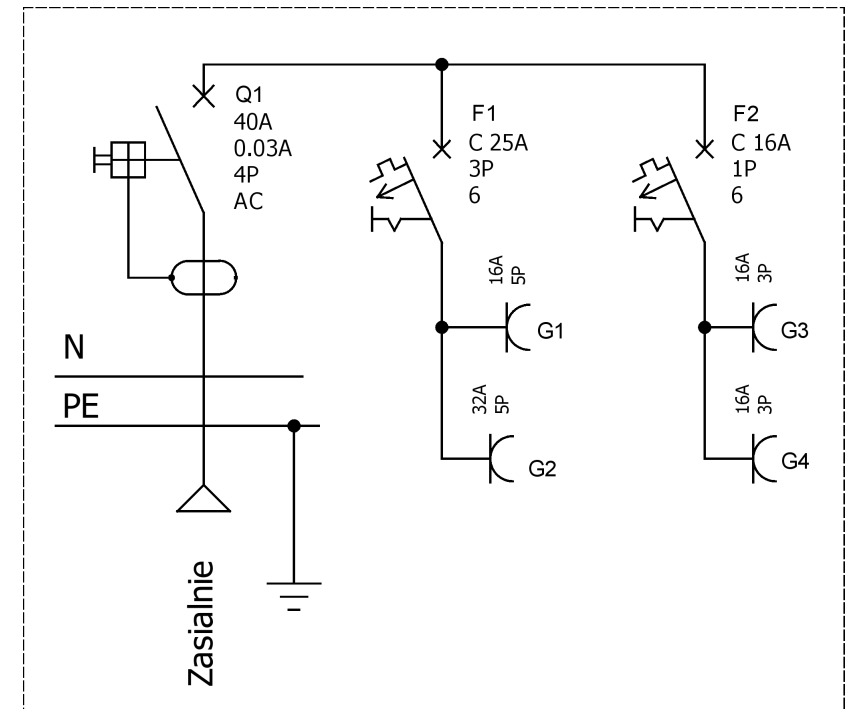 Q1
40A
0.03A
4P
AC
F1
C 25A
3P
6
F2
C 16A
1P
6
16A
5P
G1
16A
3P
G3
N
PE
32A
5P
G2
16A
3P
G4
Zasialnie